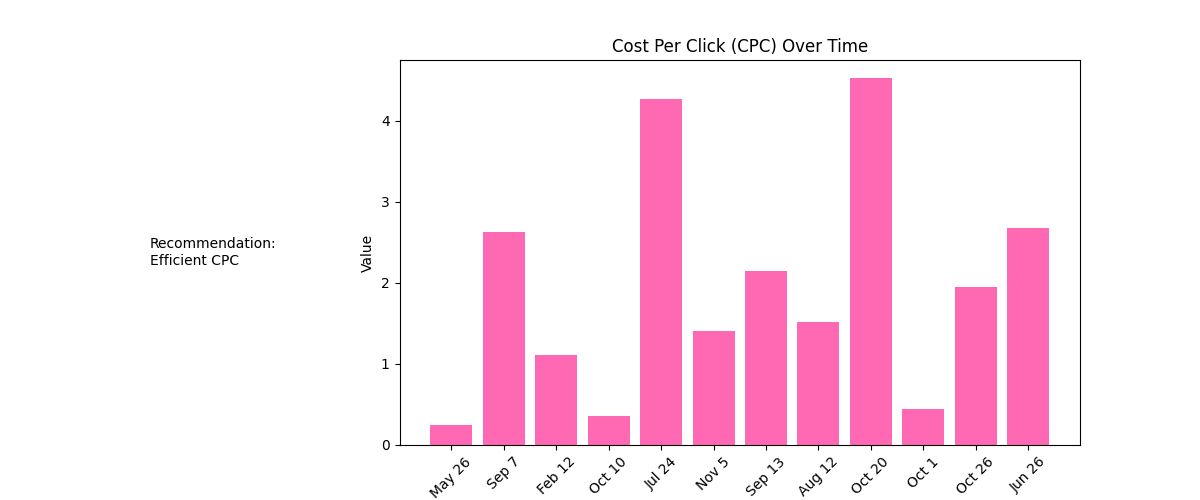 Cost Per Click (CPC) Over Time
Recommendation:
Efficient CPC
Value
4
3
2
1
0
May 26
Sep 7
Feb 12
Oct 10
Jul 24
Nov 5
Sep 13
Aug 12
Oct 20
Oct 1
Oct 26
Jun 26